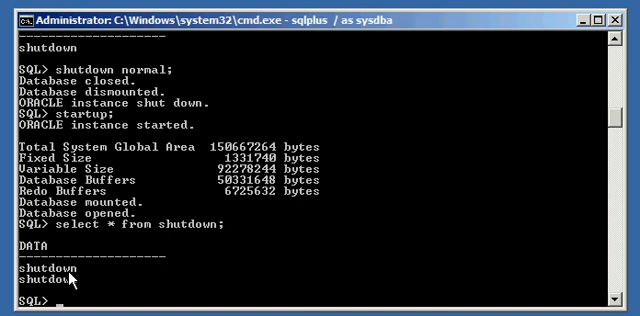 Administrator: C:\Windows\system32\cmd.exe - sqlplus / as sysdba
--------------------
shutdown
SQL> shutdown normal;
Database closed.
Database dismounted.
ORACLE instance shut down.
SQL> startup;
ORACLE instance started.
Total System Global Area 150667264 bytes
Fixed Size 1331740 bytes
Variable Size 92278244 bytes
Database Buffers 50331648 bytes
Redo Buffers 6725632 bytes
Database mounted.
Database opened.
SQL> select * from shutdown;
DATA
--------------------
shutdown
shutdown
SQL> _